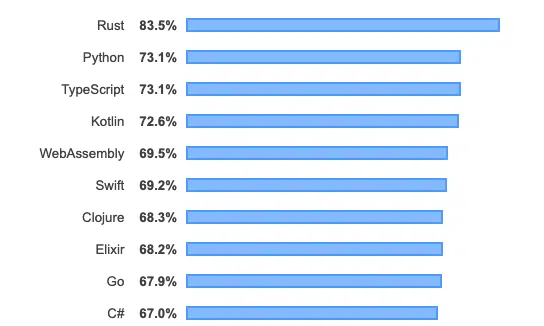 Rust 83.5%
Python 73.1%
TypeScript 73.1%
Kotlin 72.6%
WebAssembly 69.5%
Swift 69.2%
Clojure 68.3%
Elixir 68.2%
Go 67.9%
C# 67.0%